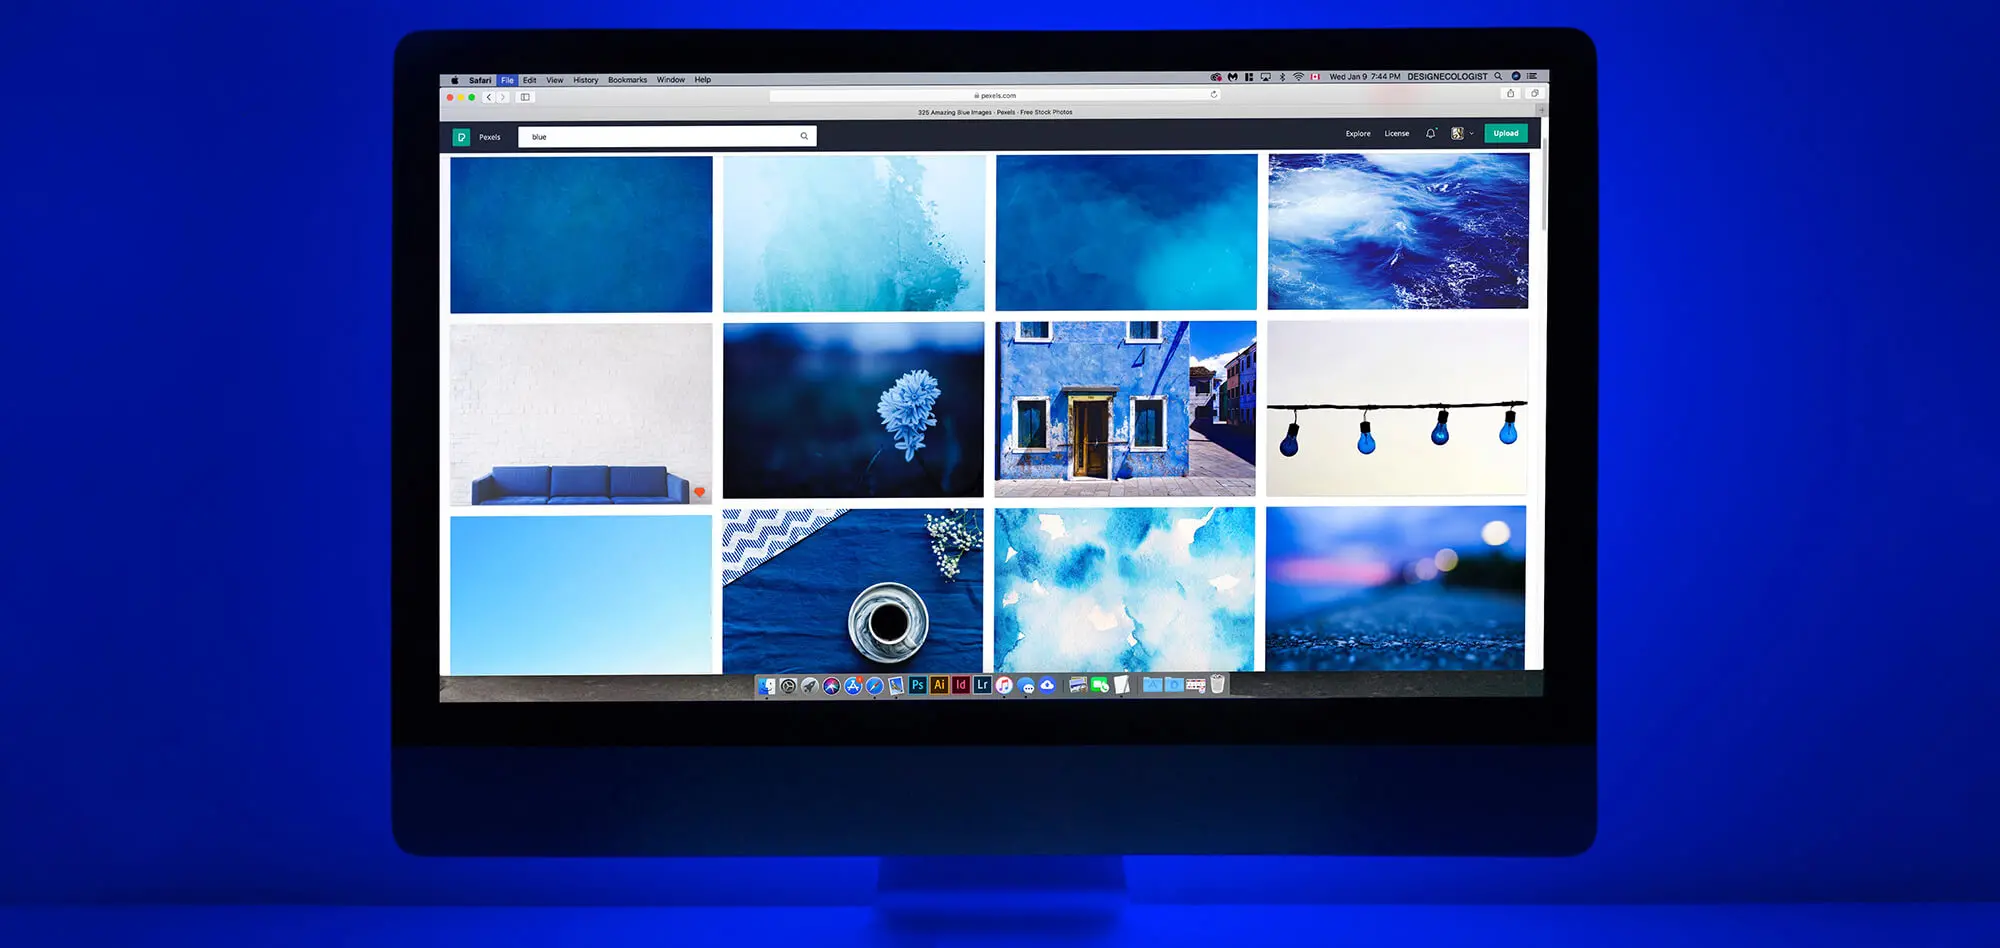 Safari File Edit View History Bookmarks Window Help Wed Jan 9 7:44 PM DESIGNECOLOGIST
pexels.com
325 Amazing Blue Images · Pexels · Free Stock Photos
Pexels blue Explore License Upload
Ps Ai Id Lr